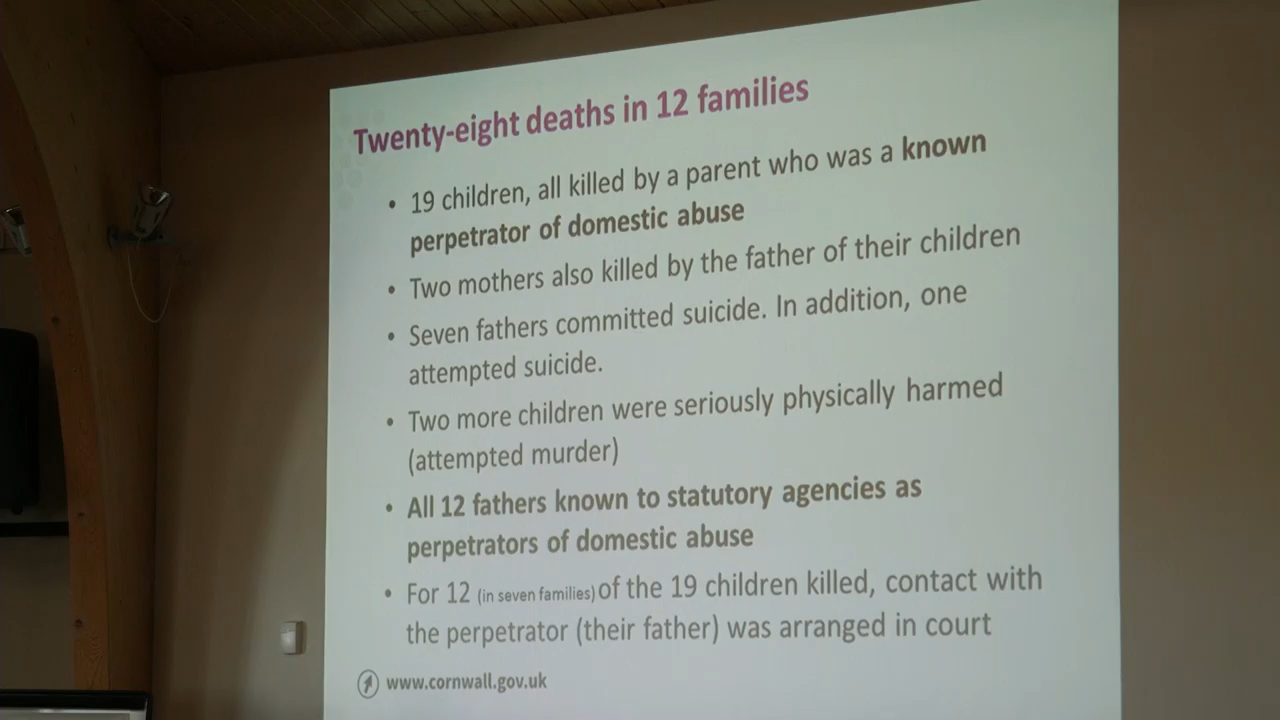 Twenty-eight deaths in 12 families
• 19 children, all killed by a parent who was a known
perpetrator of domestic abuse
• Two mothers also killed by the father of their children
• Seven fathers committed suicide. In addition, one
attempted suicide.
• Two more children were seriously physically harmed
(attempted murder)
• All 12 fathers known to statutory agencies as
perpetrators of domestic abuse
• For 12 (in seven families) of the 19 children killed, contact with
the perpetrator (their father) was arranged in court
www.cornwall.gov.uk